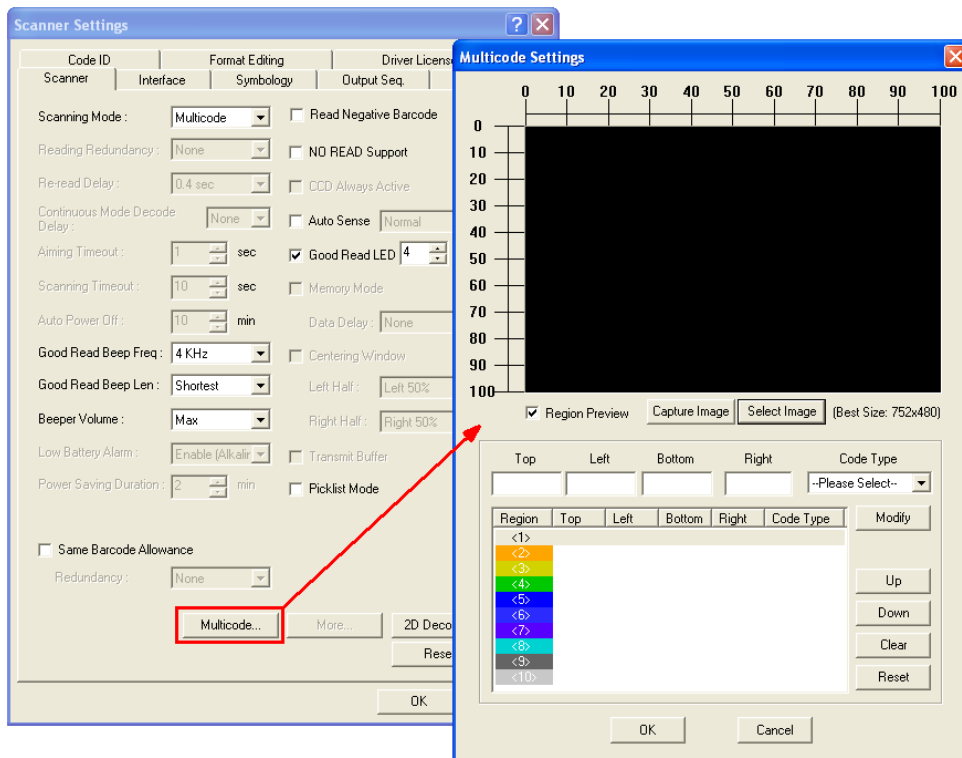 Scanner Settings
Code ID Format Editing Driver License
Scanner Interface Symbology Output Seq.
Scanning Mode : Multicode Read Negative Barcode
Reading Redundancy : None NO READ Support
Re-read Delay : 0.4 sec CCD Always Active
Continuous Mode Decode Delay : None Auto Sense Normal
Aiming Timeout : 1 sec Good Read LED 4
Scanning Timeout : 10 sec Memory Mode
Auto Power Off : 10 min Data Delay : None
Good Read Beep Freq : 4 KHz Centering Window
Good Read Beep Len : Shortest Left Half : Left 50%
Beeper Volume : Max Right Half : Right 50%
Low Battery Alarm : Enable (Alkalir Transmit Buffer
Power Saving Duration : 2 min Picklist Mode
Same Barcode Allowance
Redundancy : None
Multicode... More... 2D Deco
Rese
OK
Multicode Settings
0 10 20 30 40 50 60 70 80 90 100
0
10
20
30
40
50
60
70
80
90
100
Region Preview Capture Image Select Image (Best Size: 752x480)
Top Left Bottom Right Code Type
--Please Select--
Region Top Left Bottom Right Code Type Modify
<1>
<2>
<3>
<4> Up
<5>
<6> Down
<7>
<8> Clear
<9>
<10> Reset
OK Cancel